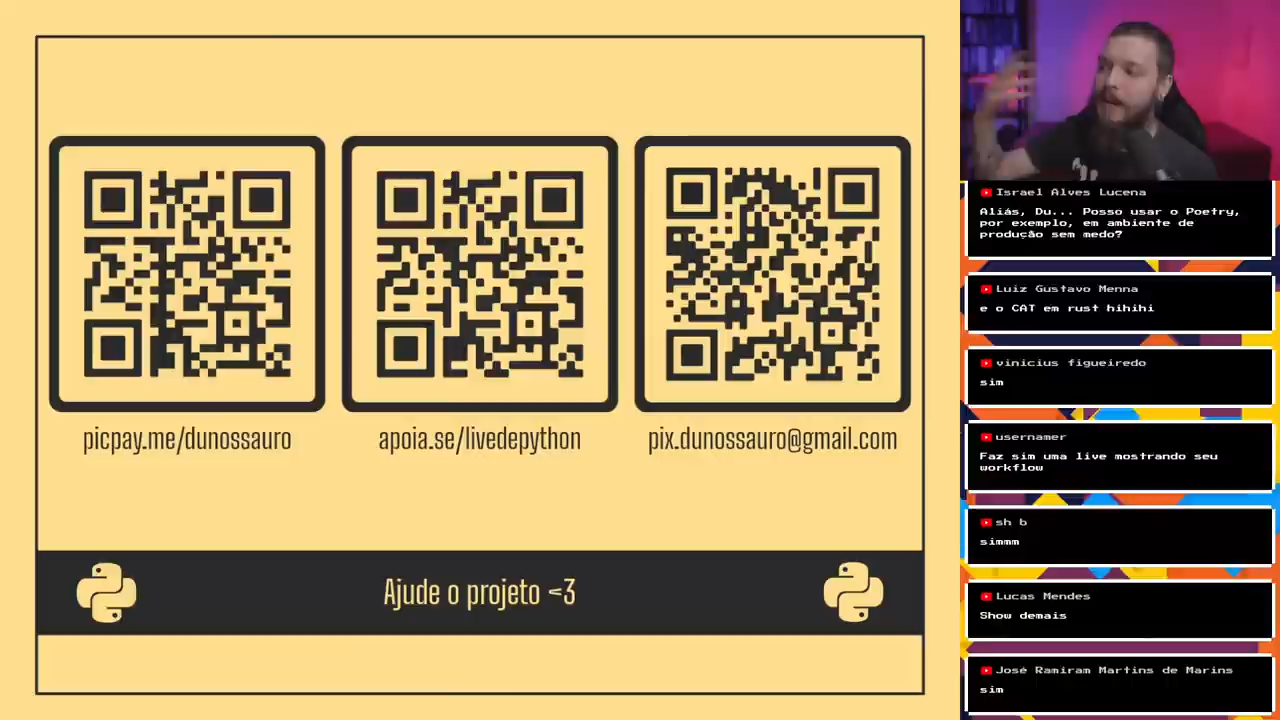 picpay.me/dunossauro
apoia.se/livedepython
pix.dunossauro@gmail.com
Ajude o projeto <3
Israel Alves Lucena
Aliás, Du... Posso usar o Poetry,
por exemplo, em ambiente de
produção sem medo?
Luiz Gustavo Menna
e o CAT em rust hihihi
vinicius figueiredo
sim
usernamer
Faz sim uma live mostrando seu
workflow
sh b
simmm
Lucas Mendes
Show demais
José Ramiram Martins de Marins
sim